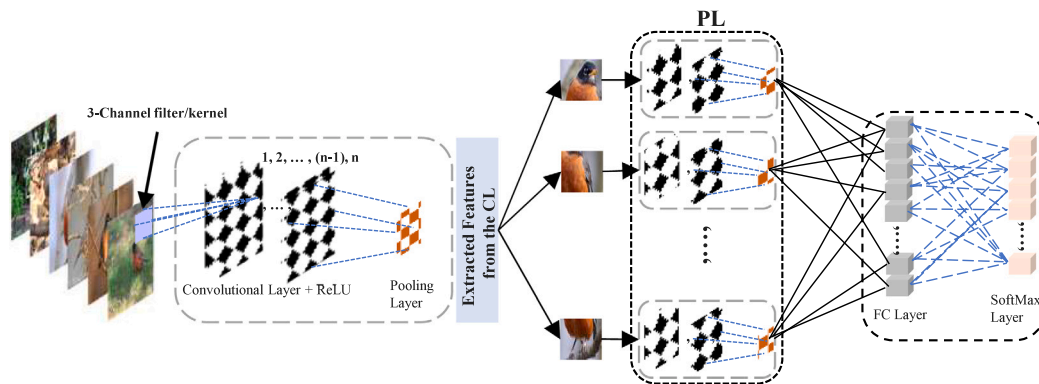 PL
3-Channel filter/kernel
1, 2, ... , (n-1), n
Convolutional Layer + ReLU
Pooling
Layer
Extracted Features
from the CL
FC Layer
SoftMax
Layer